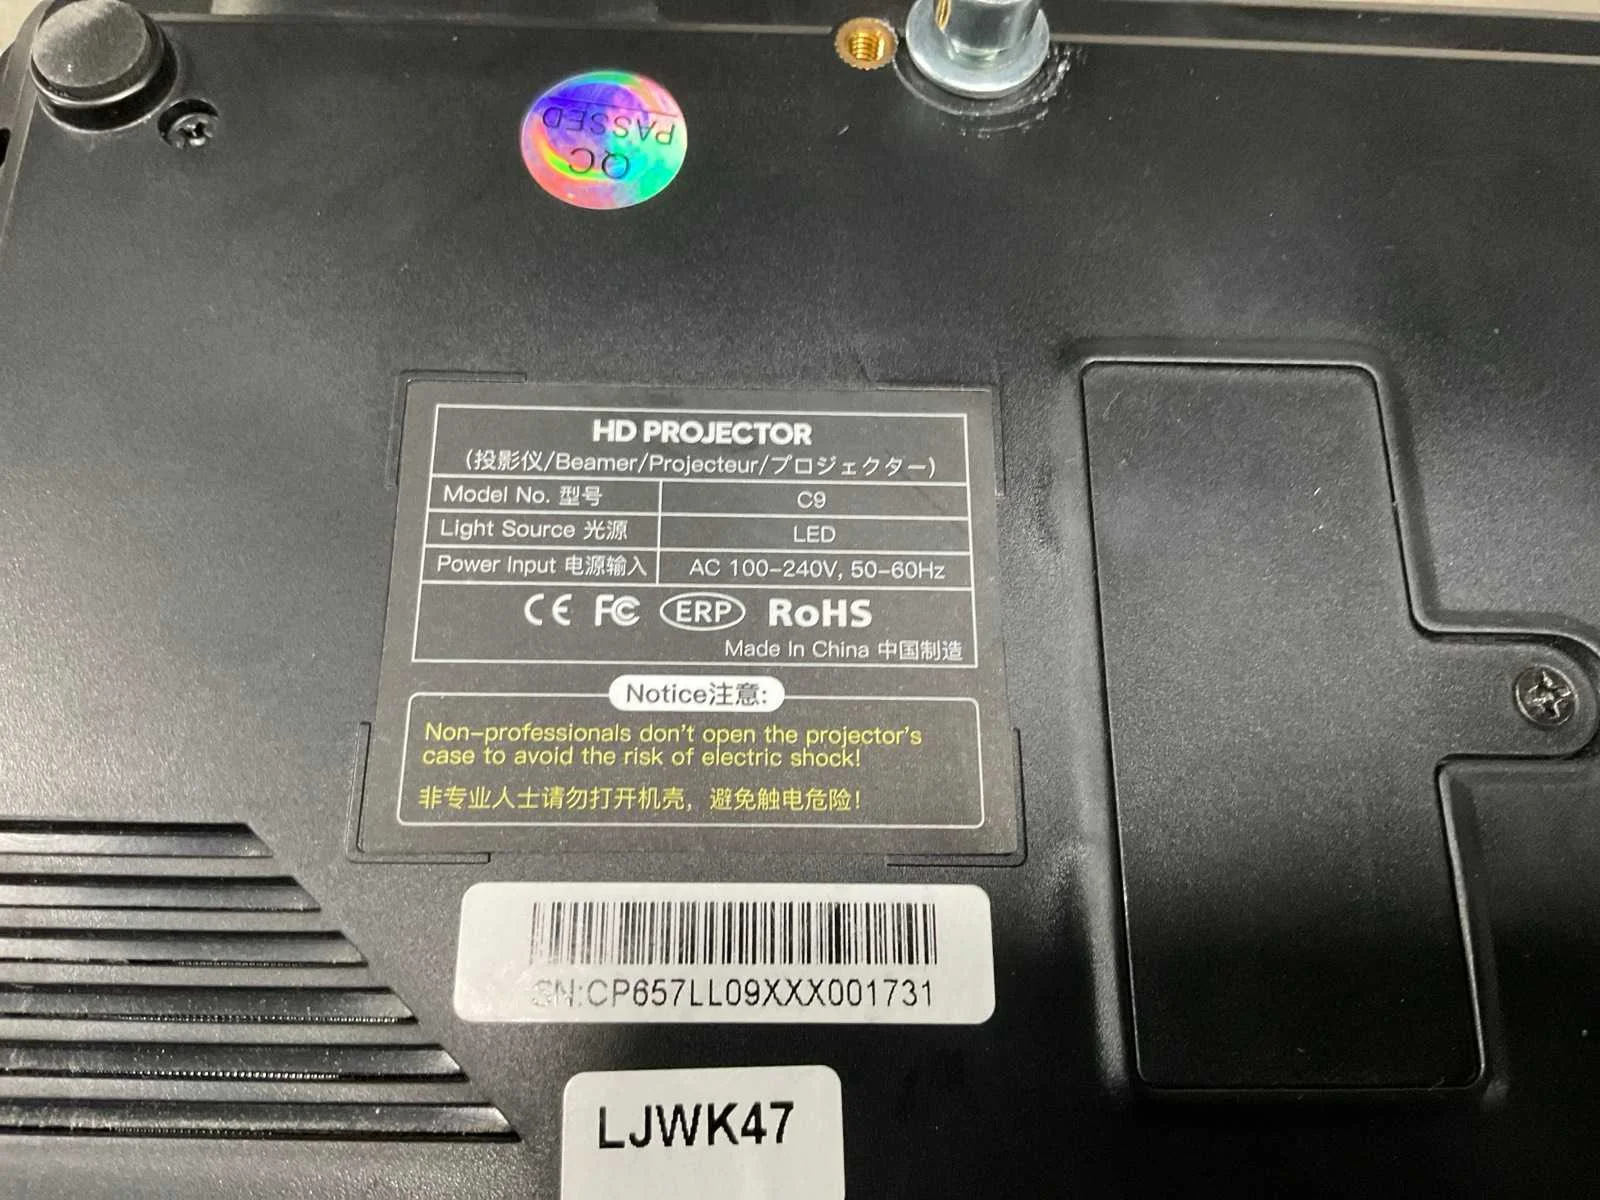 QC
PASSED
HD PROJECTOR
(投影仪/Beamer/Projecteur/プロジェクター)
Model No. 型号 C9
Light Source 光源 LED
Power Input 电源输入 AC 100-240V, 50-60Hz
CE FC ERP RoHS
Made In China 中国制造
Notice注意:
Non-professionals don't open the projector's
case to avoid the risk of electric shock!
非专业人士请勿打开机壳，避免触电危险!
SN:CP657LL09XXX001731
LJWK47